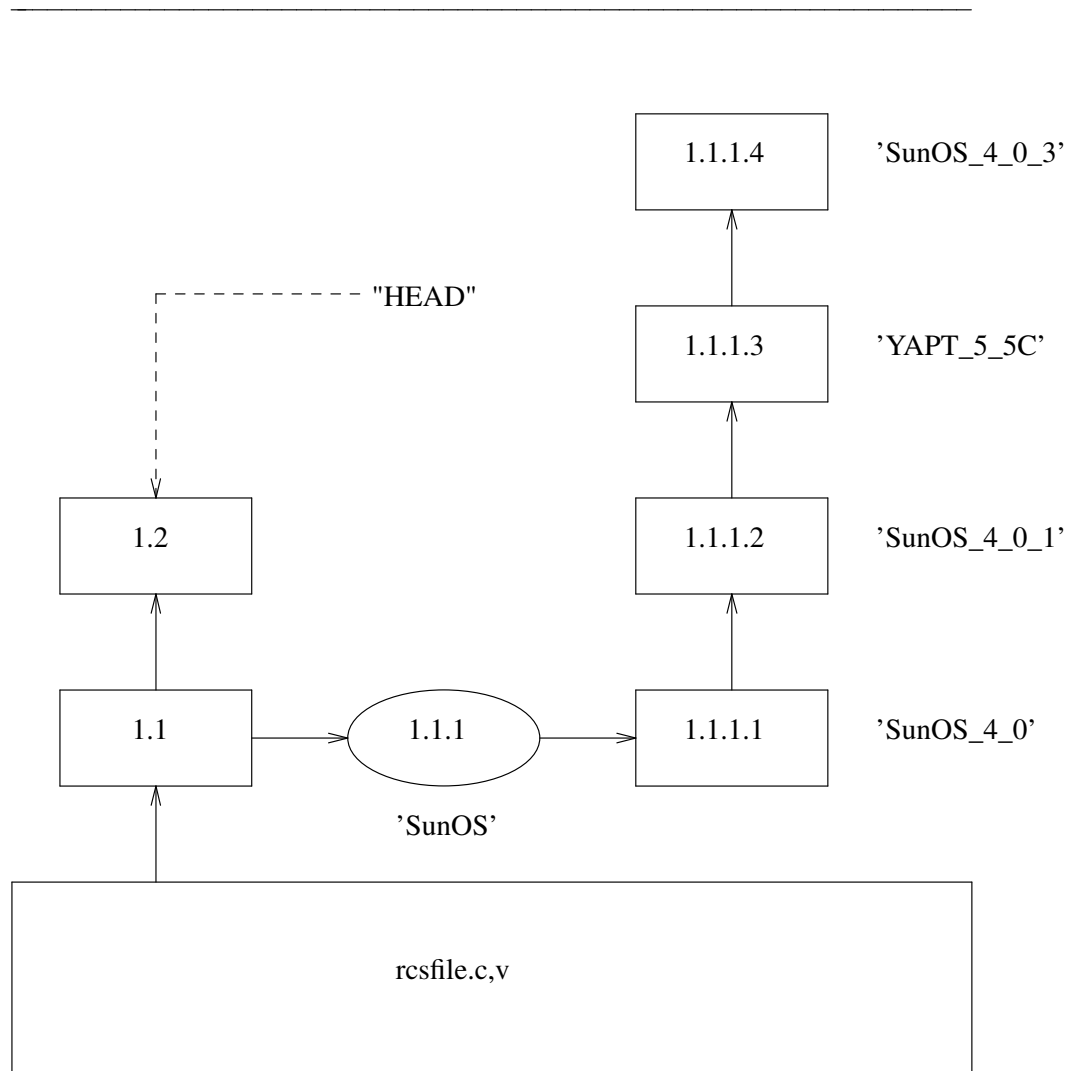 1.1.1.4 ’SunOS_4_0_3’
"HEAD"
1.1.1.3 ’YAPT_5_5C’
1.2 1.1.1.2 ’SunOS_4_0_1’
1.1 1.1.1 1.1.1.1 ’SunOS_4_0’
’SunOS’
rcsfile.c,v